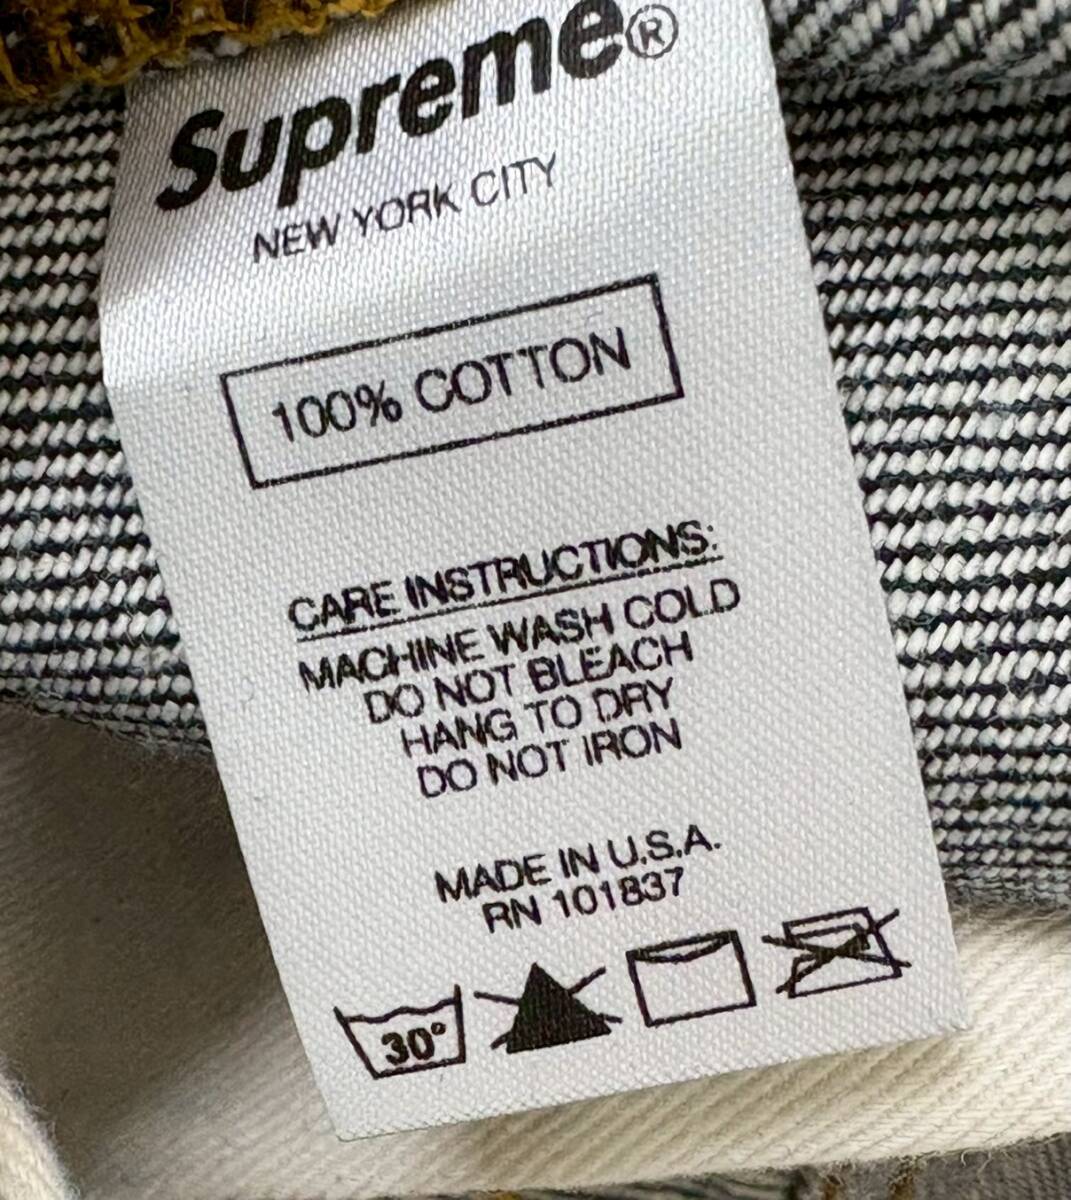 Supreme®
NEW YORK CITY
100% COTTON
CARE INSTRUCTIONS:
MACHINE WASH COLD
DO NOT BLEACH
HANG TO DRY
DO NOT IRON
MADE IN U.S.A.
RN 101837
30°